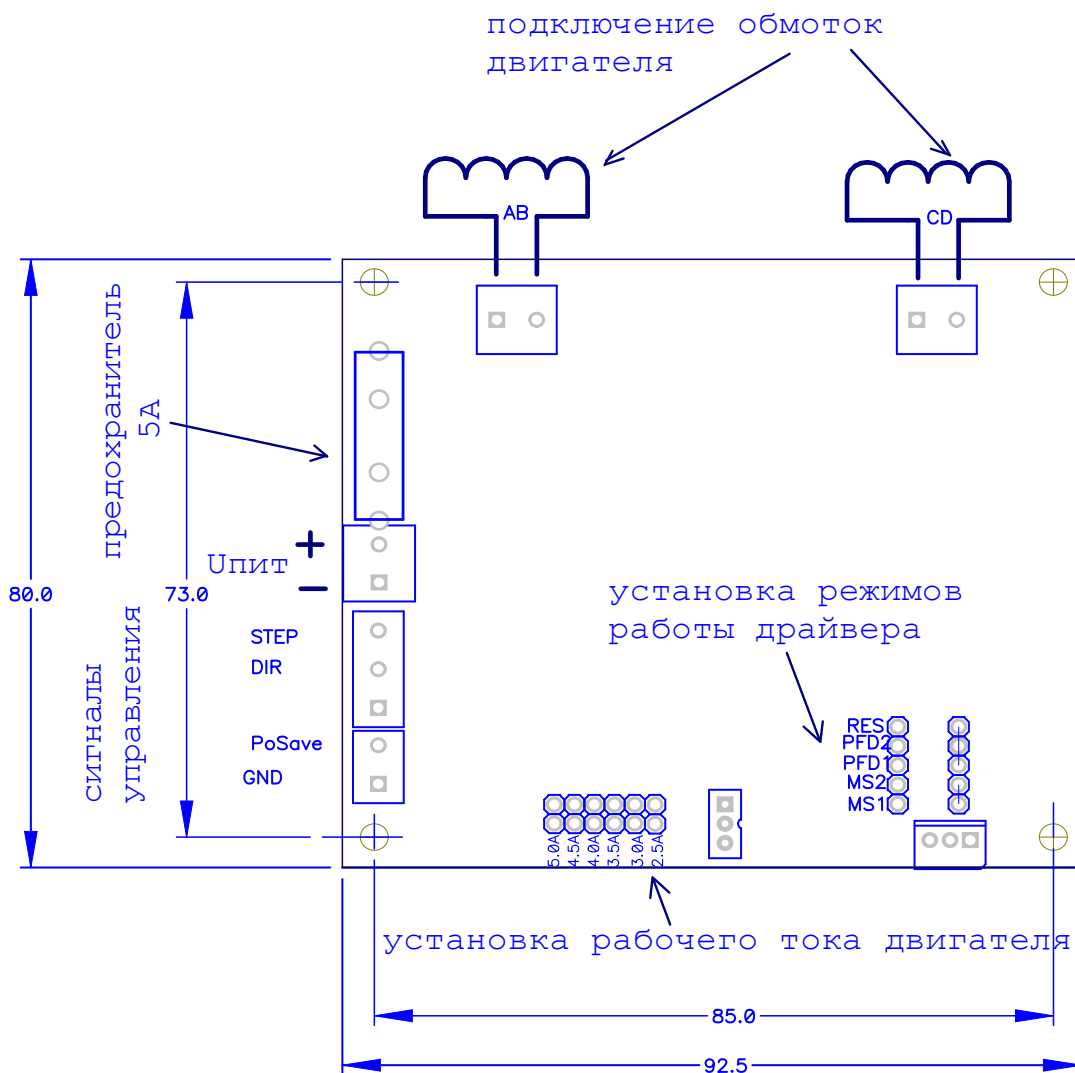 подключение обмоток
двигателя
AB
CD
предохранитель
5А
80.0
73.0
Uпит
+
−
сигналы
управления
STEP
DIR
PoSave
GND
установка режимов
работы драйвера
RES
PFD2
PFD1
MS2
MS1
5.0A
4.5A
4.0A
3.5A
3.0A
2.5A
установка рабочего тока двигателя
85.0
92.5